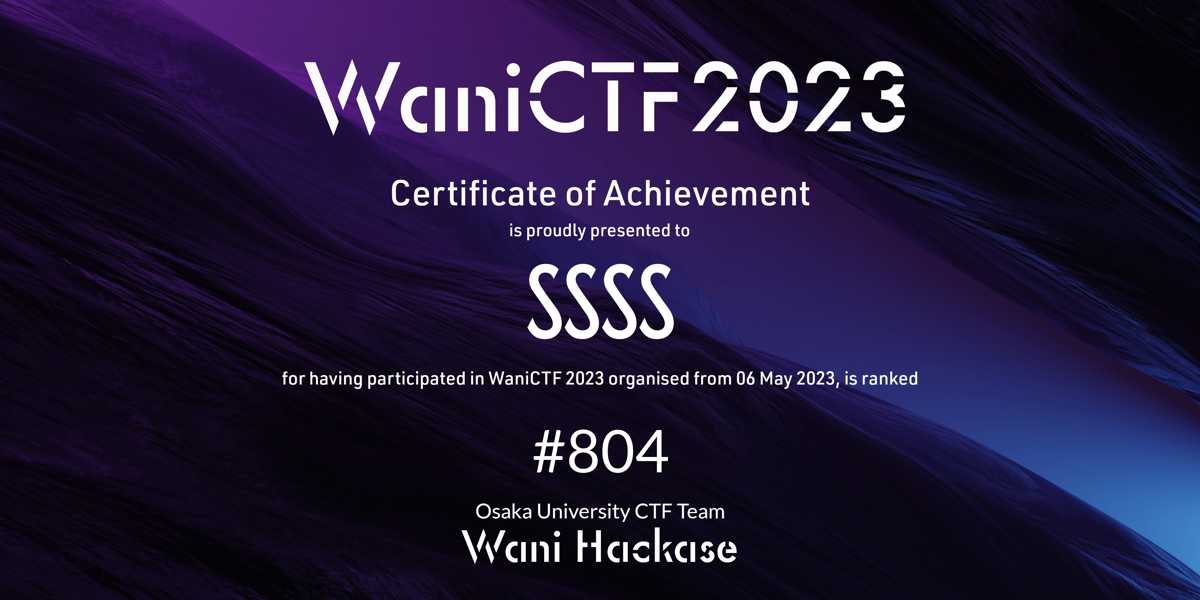 WaniCTF2023
Certificate of Achievement
is proudly presented to
SSSS
for having participated in WaniCTF 2023 organised from 06 May 2023, is ranked
#804
Osaka University CTF Team
Wani Hackase